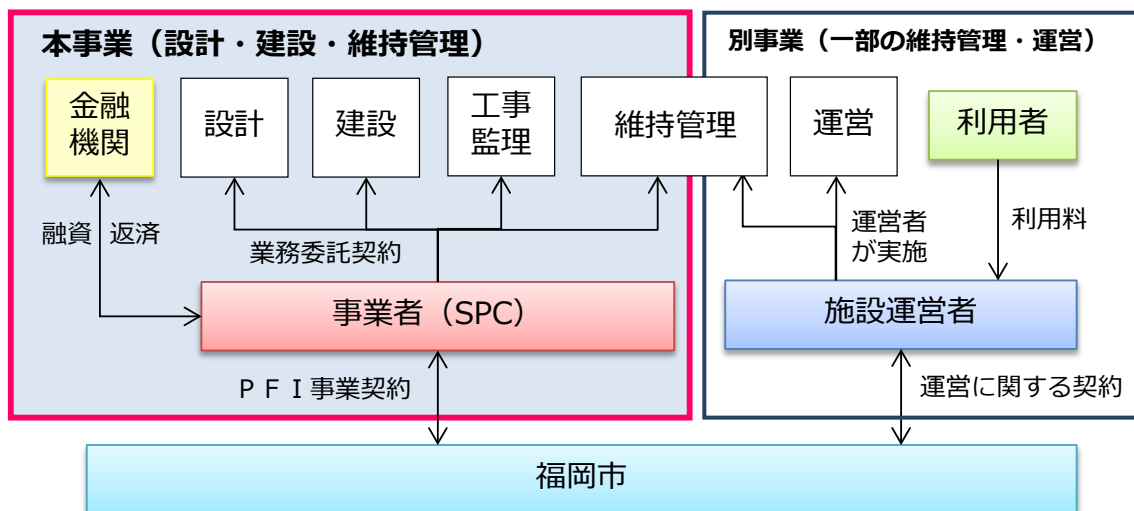 本事業（設計・建設・維持管理）
別事業（一部の維持管理・運営）
金融
機関
設計
建設
工事
監理
維持管理
運営
利用者
融資
返済
業務委託契約
運営者
が実施
利用料
事業者（SPC）
施設運営者
ＰＦＩ事業契約
運営に関する契約
福岡市